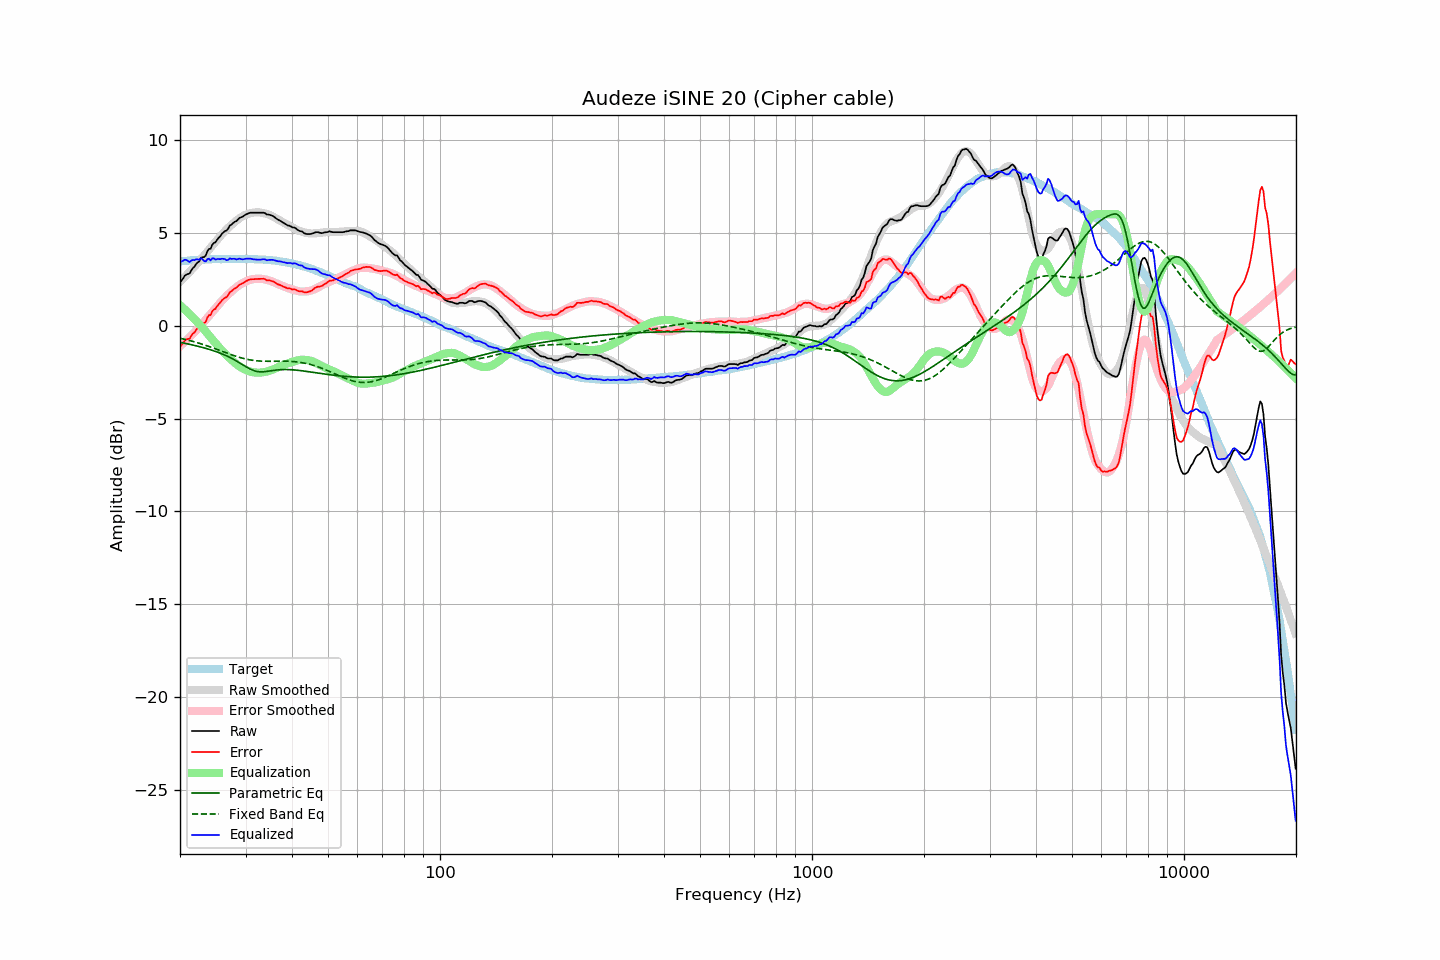 Audeze iSINE 20 (Cipher cable)
Amplitude (dBr)
10
5
0
−5
−10
−15
−20
−25
Target
Raw Smoothed
Error Smoothed
Raw
Error
Equalization
Parametric Eq
Fixed Band Eq
Equalized
100
1000
10000
Frequency (Hz)